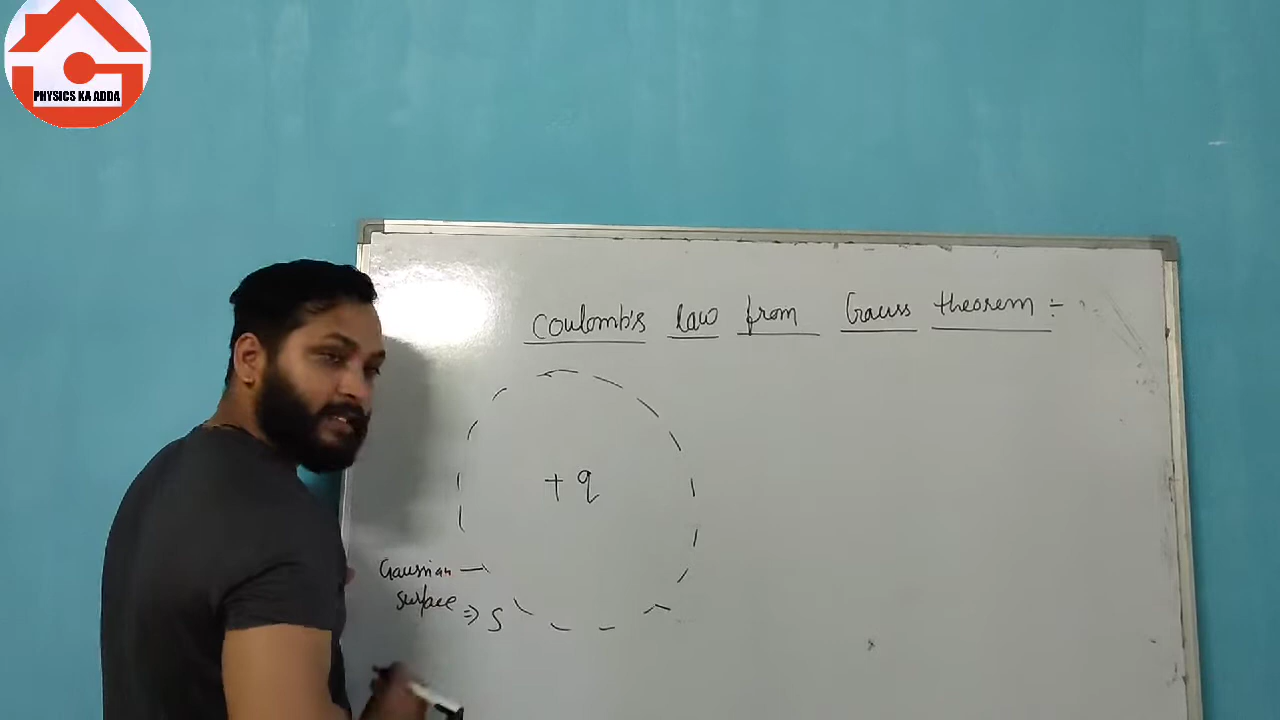 PHYSICS KA ADDA
Coulomb's law from Gauss theorem :-
+ q
Gaussian
surface ⇒ S